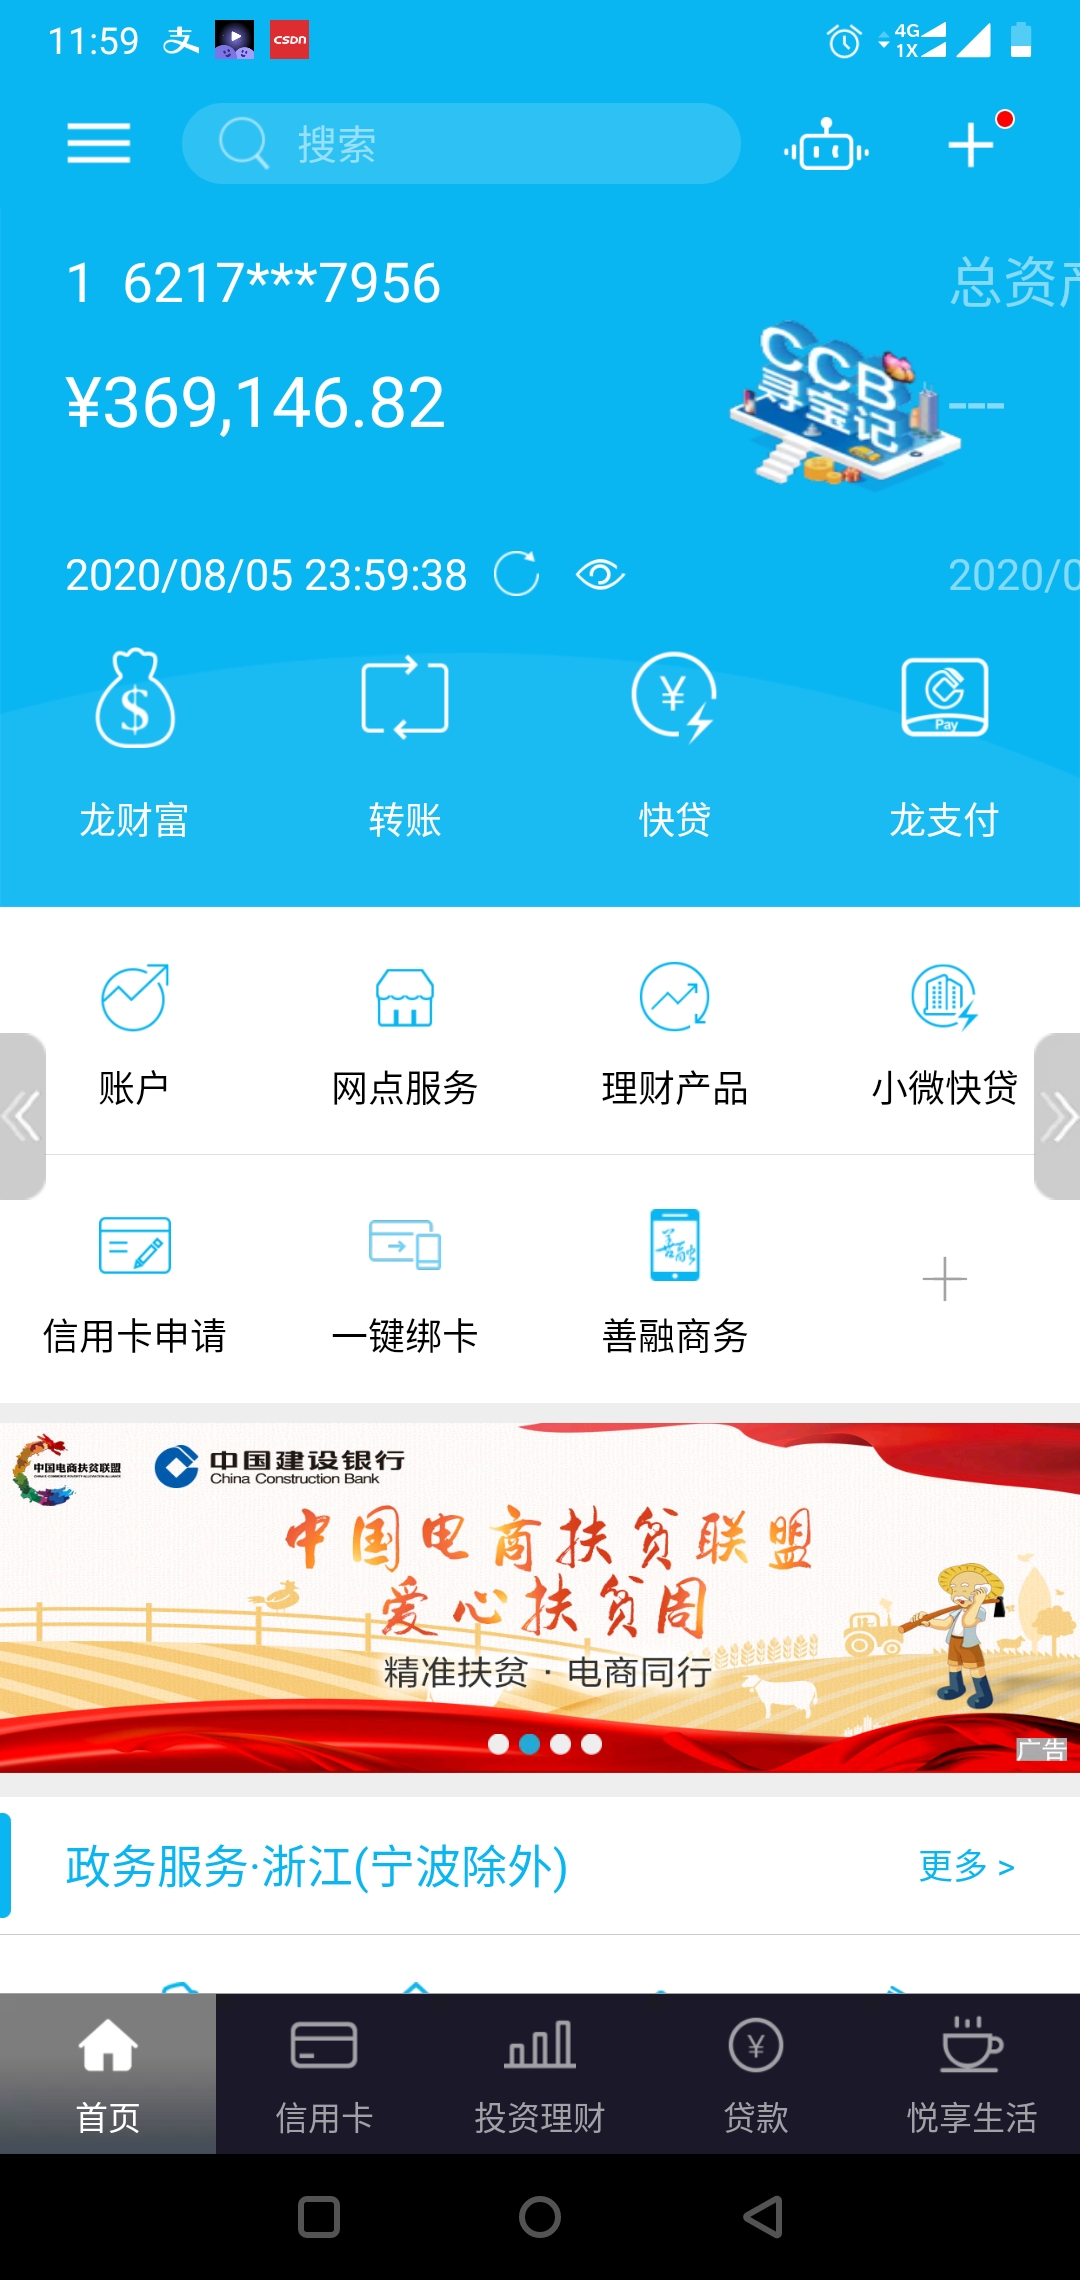 11:59 支 CSDN 4G 1X
搜索
1 6217***7956 总资产
¥369,146.82 ---
CCB
寻宝记
2020/08/05 23:59:38 2020/0
$ ¥ ¥ Pay
龙财富 转账 快贷 龙支付
账户 网点服务 理财产品 小微快贷
善融
信用卡申请 一键绑卡 善融商务
中国电商扶贫联盟 中国建设银行
China Construction Bank
中国电商扶贫联盟
爱心扶贫周
精准扶贫·电商同行
广告
政务服务·浙江(宁波除外) 更多 >
¥
首页 信用卡 投资理财 贷款 悦享生活